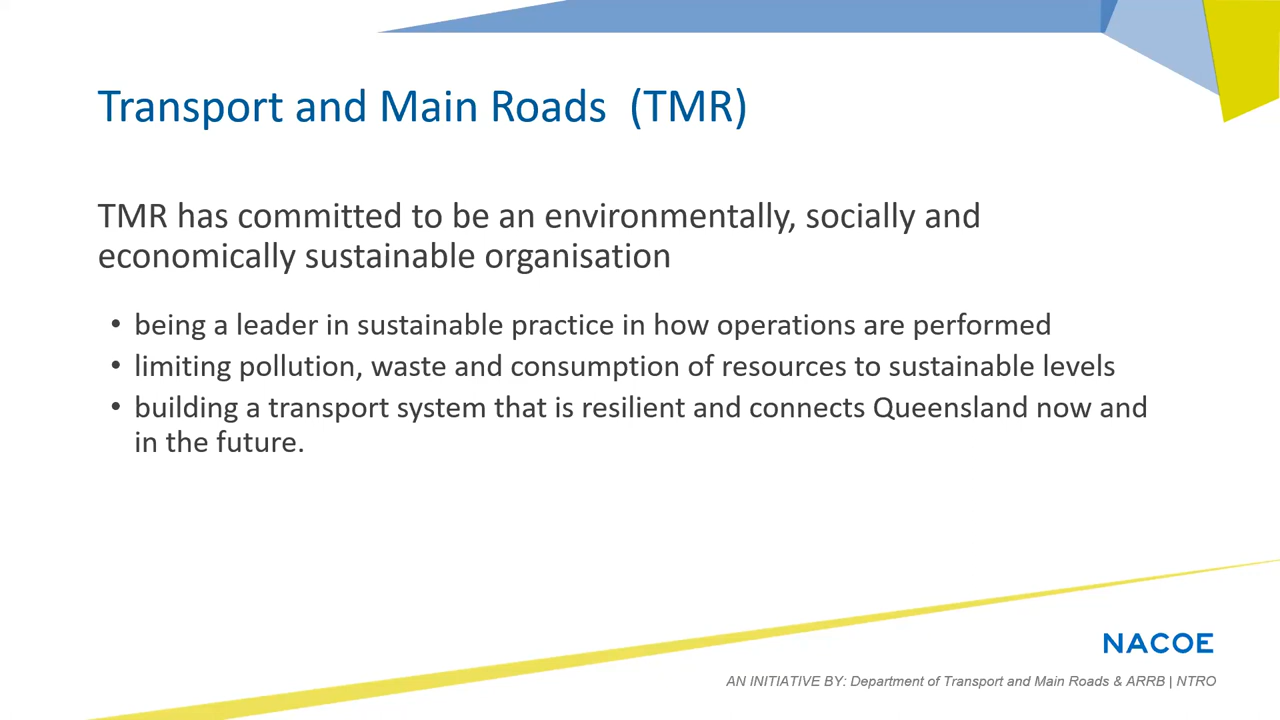 Transport and Main Roads  (TMR)
TMR has committed to be an environmentally, socially and
economically sustainable organisation
• being a leader in sustainable practice in how operations are performed
• limiting pollution, waste and consumption of resources to sustainable levels
• building a transport system that is resilient and connects Queensland now and
in the future.
NACOE
AN INITIATIVE BY: Department of Transport and Main Roads & ARRB | NTRO